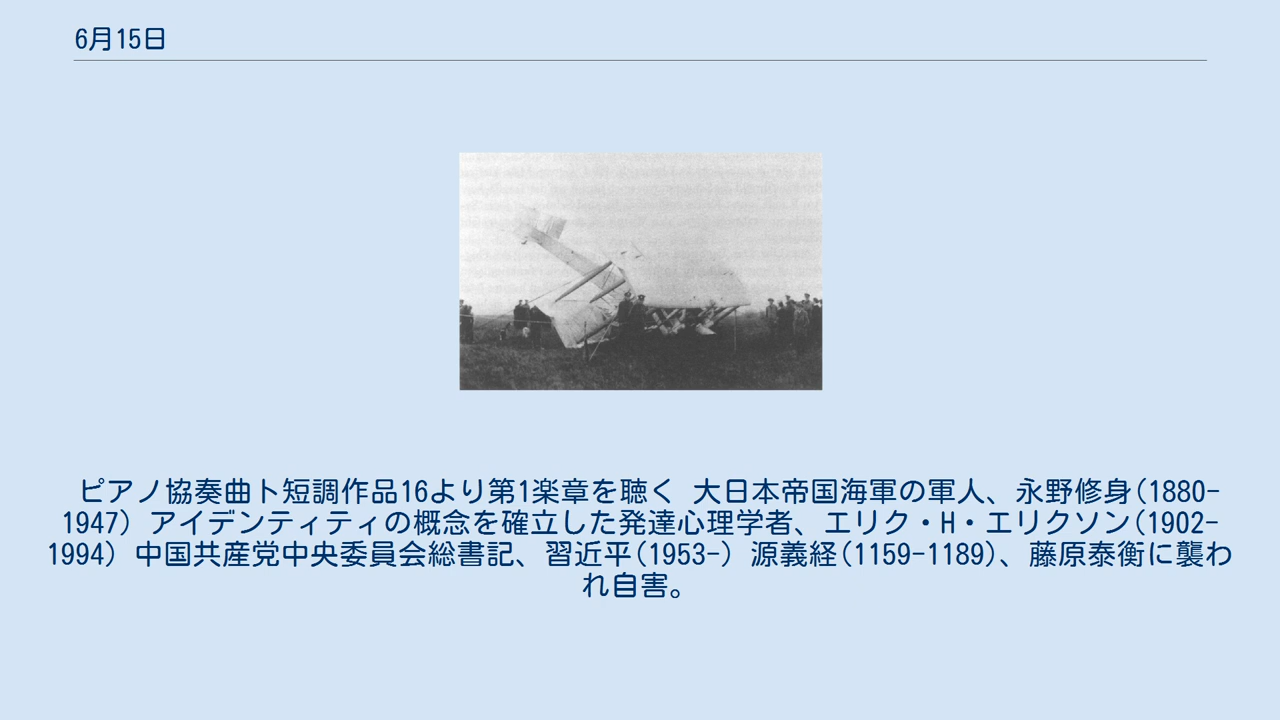 6月15日
ピアノ協奏曲ト短調作品16より第1楽章を聴く 大日本帝国海軍の軍人、永野修身(1880-
1947) アイデンティティの概念を確立した発達心理学者、エリク・H・エリクソン(1902-
1994) 中国共産党中央委員会総書記、習近平(1953-) 源義経(1159-1189)、藤原泰衡に襲わ
れ自害。